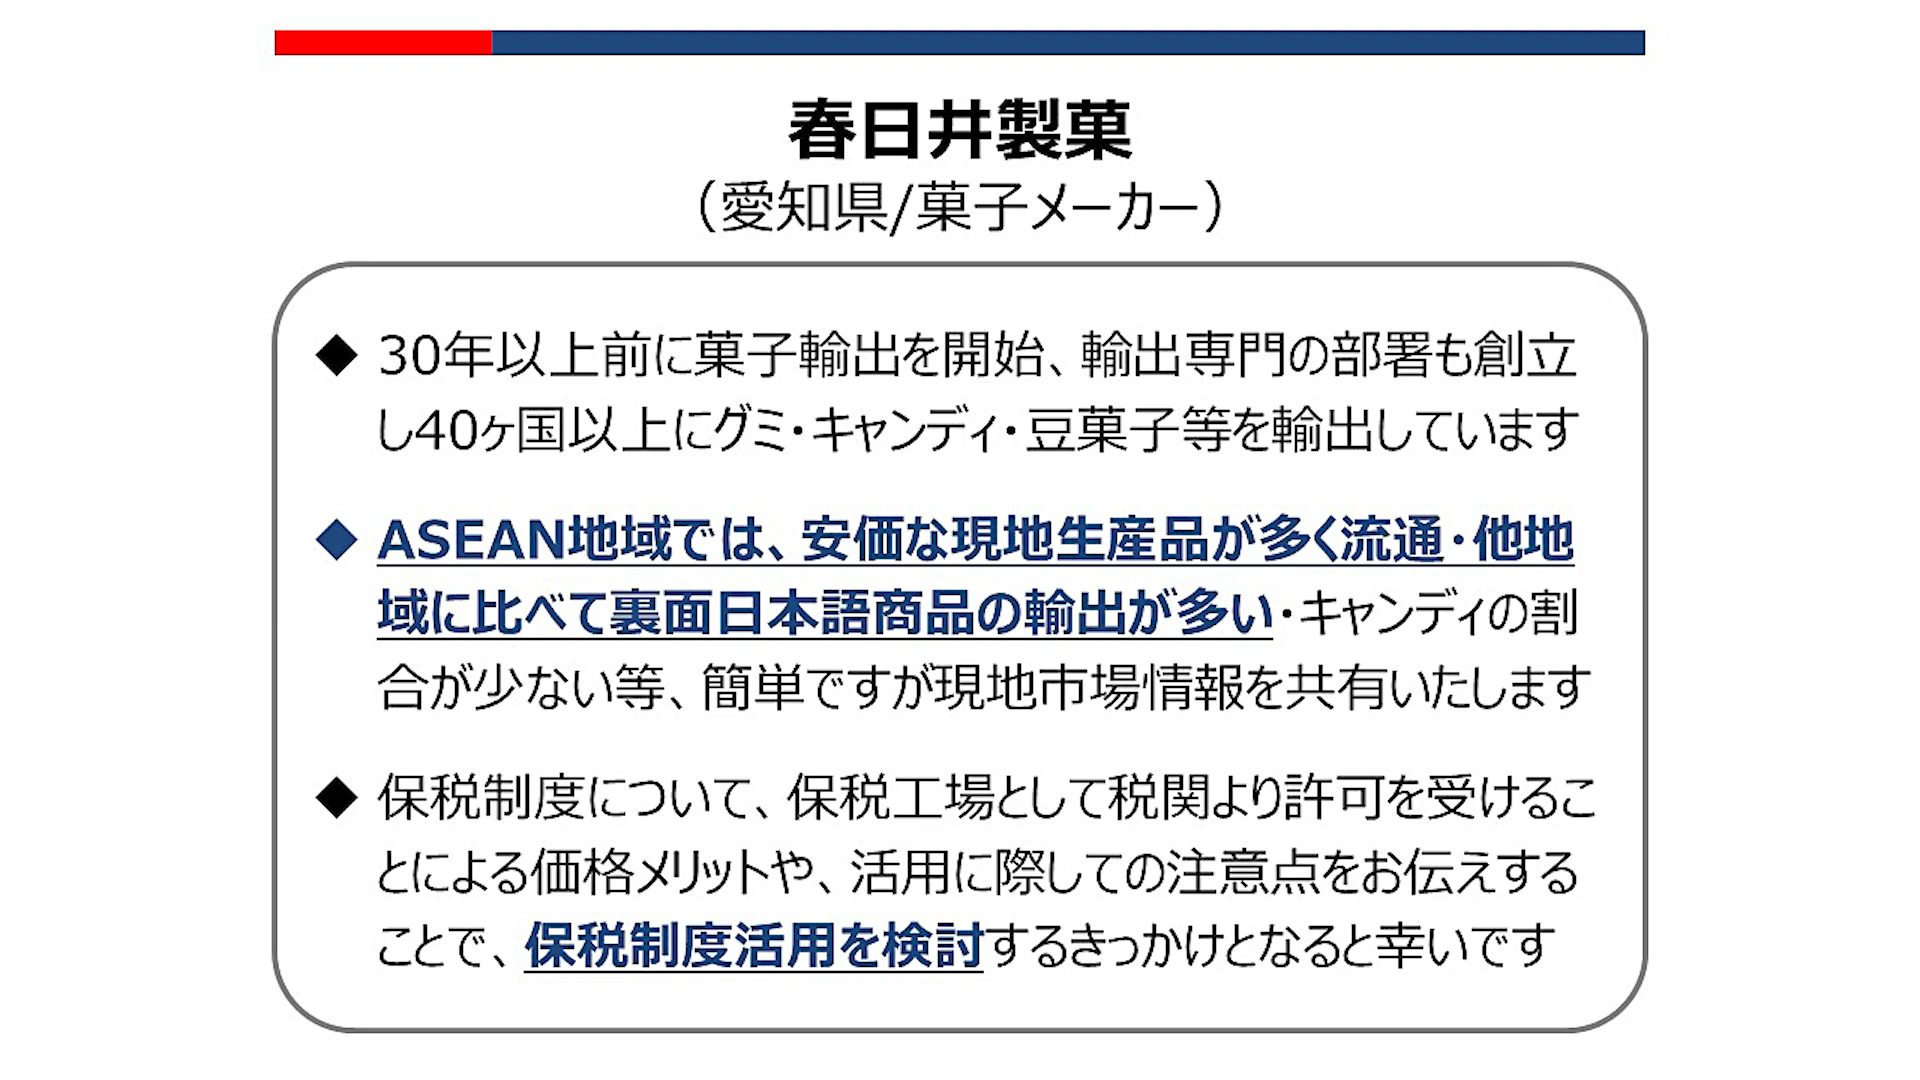 春日井製菓
（愛知県/菓子メーカー）
◆ 30年以上前に菓子輸出を開始、輸出専門の部署も創立
し40ヶ国以上にグミ・キャンディ・豆菓子等を輸出しています
◆ ASEAN地域では、安価な現地生産品が多く流通・他地
域に比べて裏面日本語商品の輸出が多い・キャンディの割
合が少ない等、簡単ですが現地市場情報を共有いたします
◆ 保税制度について、保税工場として税関より許可を受けるこ
とによる価格メリットや、活用に際しての注意点をお伝えする
ことで、保税制度活用を検討するきっかけとなると幸いです